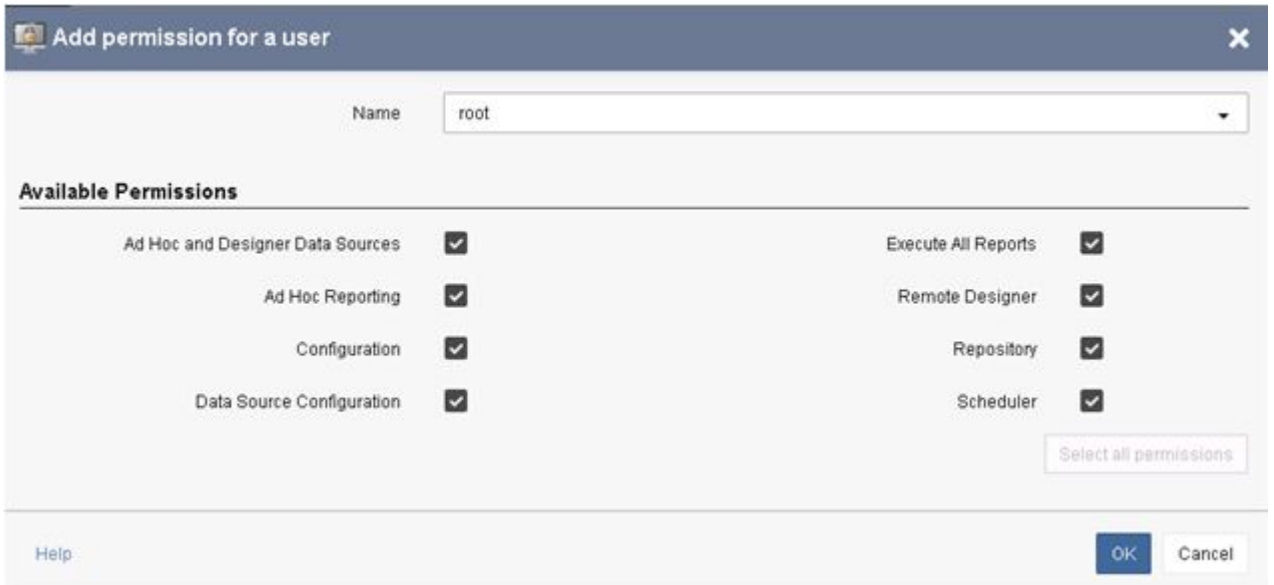 Add permission for a user
Name root
Available Permissions
Ad Hoc and Designer Data Sources Execute All Reports
Ad Hoc Reporting Remote Designer
Configuration Repository
Data Source Configuration Scheduler
Select all permissions
Help OK Cancel